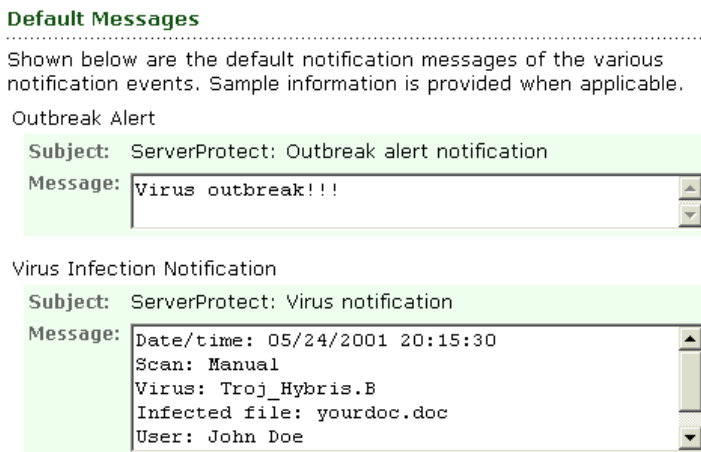 Default Messages
Shown below are the default notification messages of the various
notification events. Sample information is provided when applicable.
Outbreak Alert
Subject: ServerProtect: Outbreak alert notification
Message: Virus outbreak!!!
Virus Infection Notification
Subject: ServerProtect: Virus notification
Message: Date/time: 05/24/2001 20:15:30
Scan: Manual
Virus: Troj_Hybris.B
Infected file: yourdoc.doc
User: John Doe